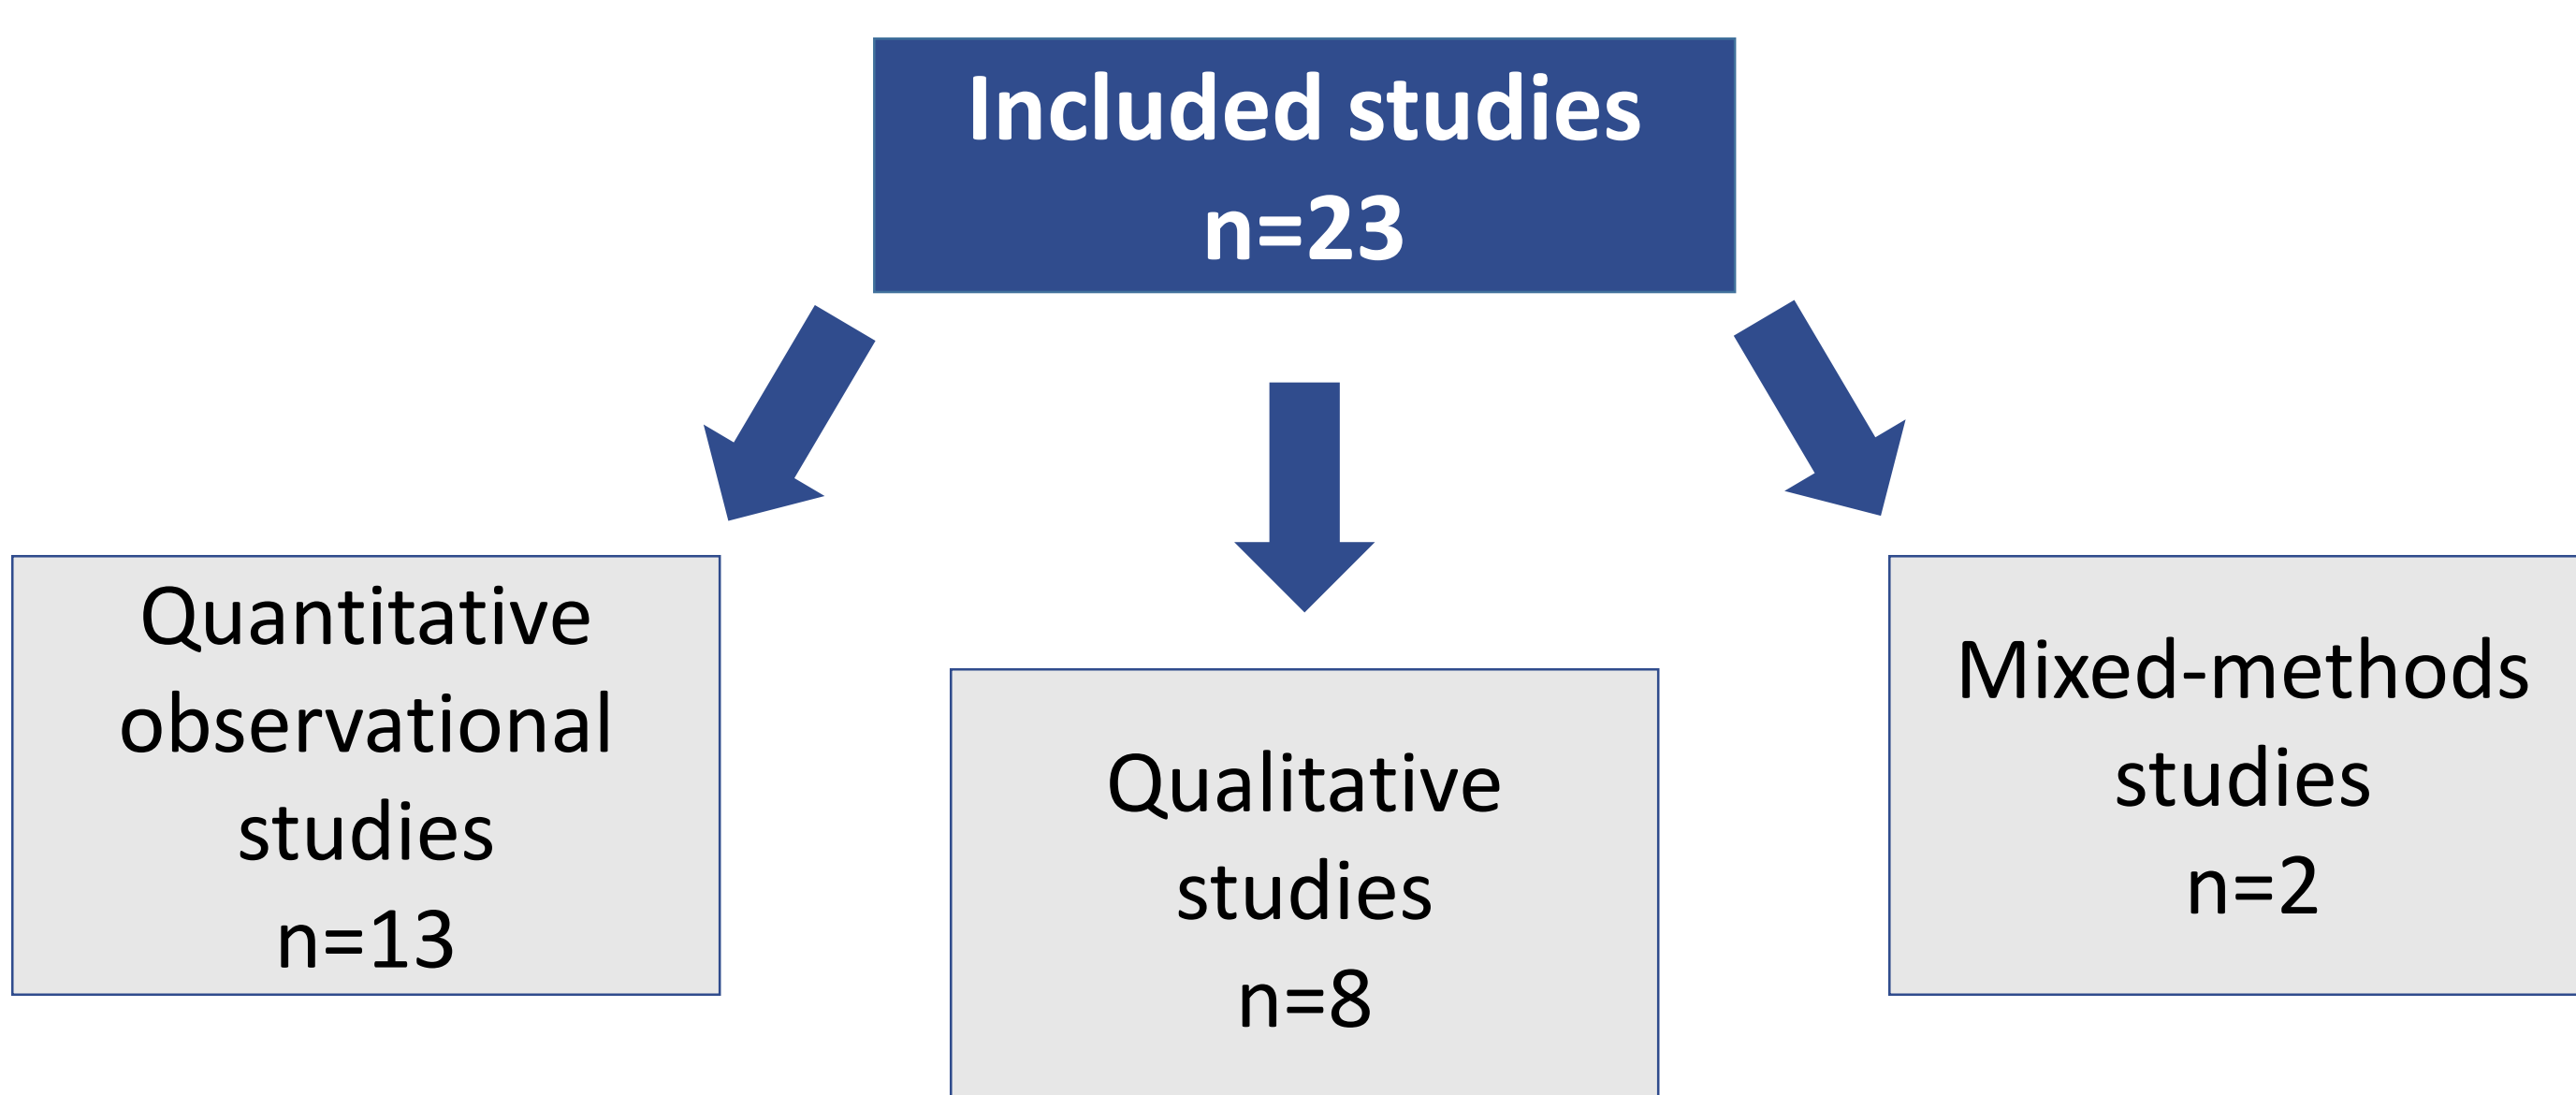 Included studies
n=23
Quantitative
observational
studies
n=13
Qualitative
studies
n=8
Mixed-methods
studies
n=2